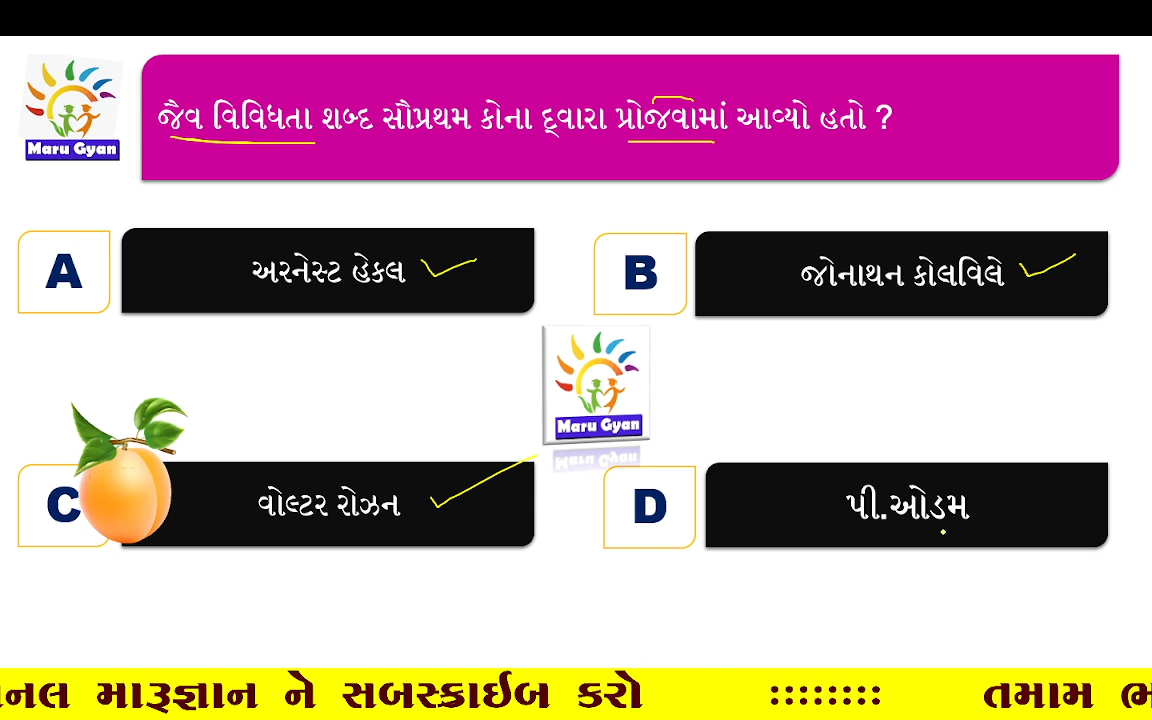 જૈવ વિવિધતા શબ્દ સૌપ્રથમ કોના દ્વારા પ્રોજવામાં આવ્યો હતો ?
Maru Gyan
A
અરનેસ્ટ હેકલ
B
જોનાથન કોલવિલે
Maru Gyan
C
વોલ્ટર રોઝન
D
પી.ઓડમ
નલ મારૂજ્ઞાન ને સબસ્ક્રાઈબ કરો :::::::: તમામ ભ